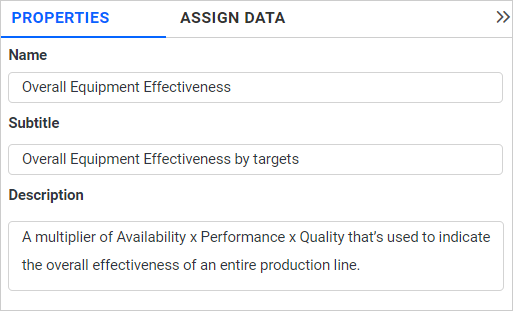 PROPERTIES ASSIGN DATA
Name
Overall Equipment Effectiveness
Subtitle
Overall Equipment Effectiveness by targets
Description
A multiplier of Availability x Performance x Quality that's used to indicate
the overall effectiveness of an entire production line.